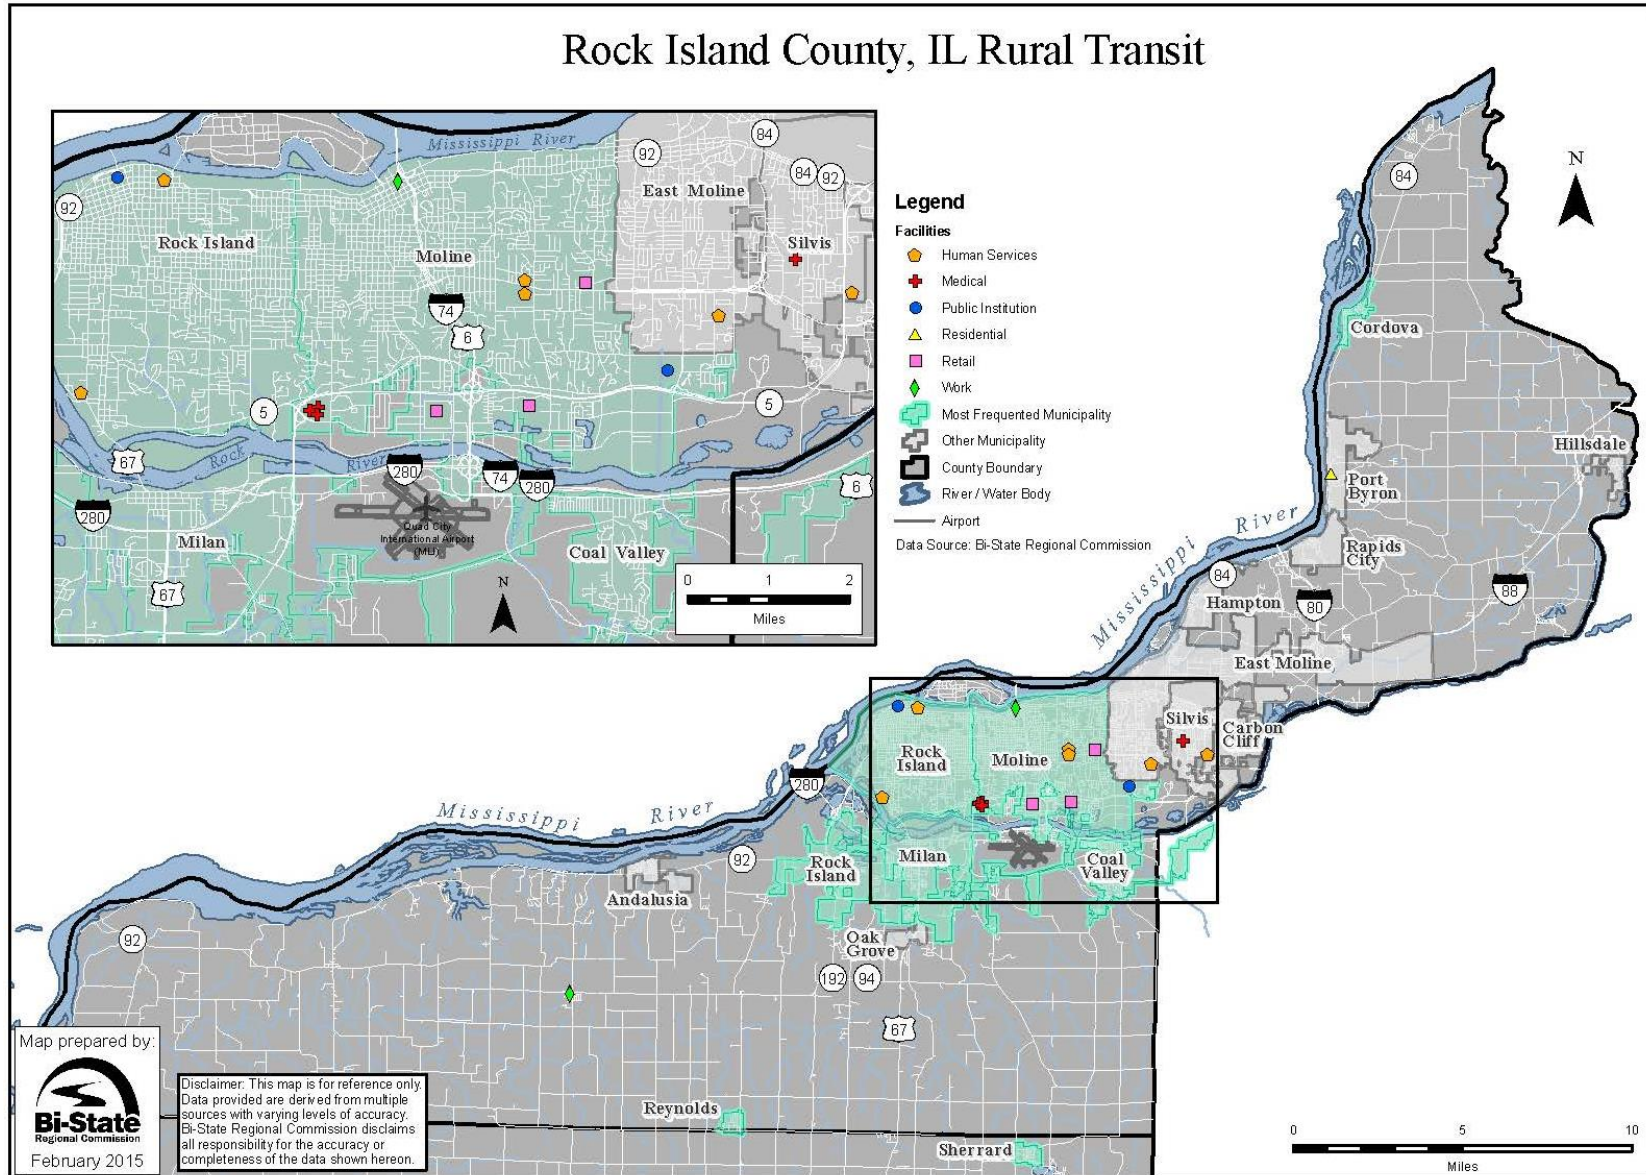 Rock Island County, IL Rural Transit
Mississippi River
84
92
84
92
East Moline
92
Rock Island
Silvis
Moline
74
6
5
5
67
Rock
River
280
74
280
6
280
Quad City
International Airport
(MLI)
Milan
Coal Valley
67
N
0 1 2
Miles
Legend
Facilities
Human Services
Medical
Public Institution
Residential
Retail
Work
Most Frequented Municipality
Other Municipality
County Boundary
River / Water Body
Airport
Data Source: Bi-State Regional Commission
N
84
Cordova
Hillsdale
Port
Byron
Mississippi River
Rapids
City
84
Hampton
80
88
East Moline
Silvis
Carbon
Cliff
Rock
Island
Moline
280
Mississippi River
92
Rock
Island
Milan
Coal
Valley
Andalusia
92
Oak
Grove
192
94
67
Reynolds
Sherrard
Map prepared by:
Bi-State
Regional Commission
February 2015
Disclaimer: This map is for reference only.
Data provided are derived from multiple
sources with varying levels of accuracy.
Bi-State Regional Commission disclaims
all responsibility for the accuracy or
completeness of the data shown hereon.
0 5 10
Miles